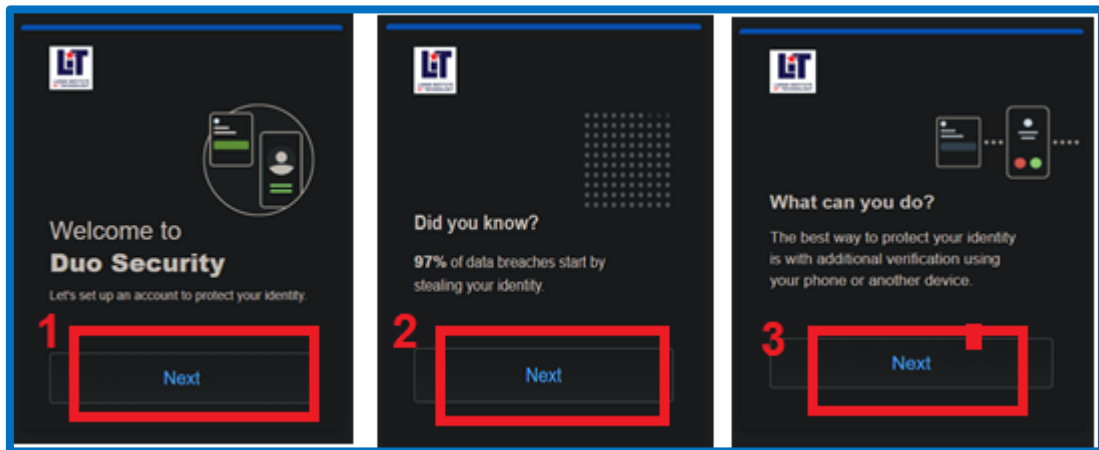 LiT
Welcome to
Duo Security
Let's set up an account to protect your identity.
1
Next
LiT
Did you know?
97% of data breaches start by
stealing your identity.
2
Next
LiT
What can you do?
The best way to protect your identity
is with additional verification using
your phone or another device.
3
Next